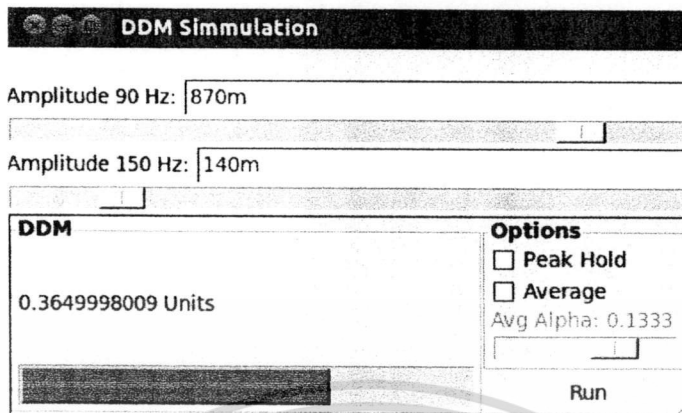 DDM Simmulation
Amplitude 90 Hz: 870m
Amplitude 150 Hz: 140m
DDM
0.3649998009 Units
Options
Peak Hold
Average
Avg Alpha: 0.1333
Run